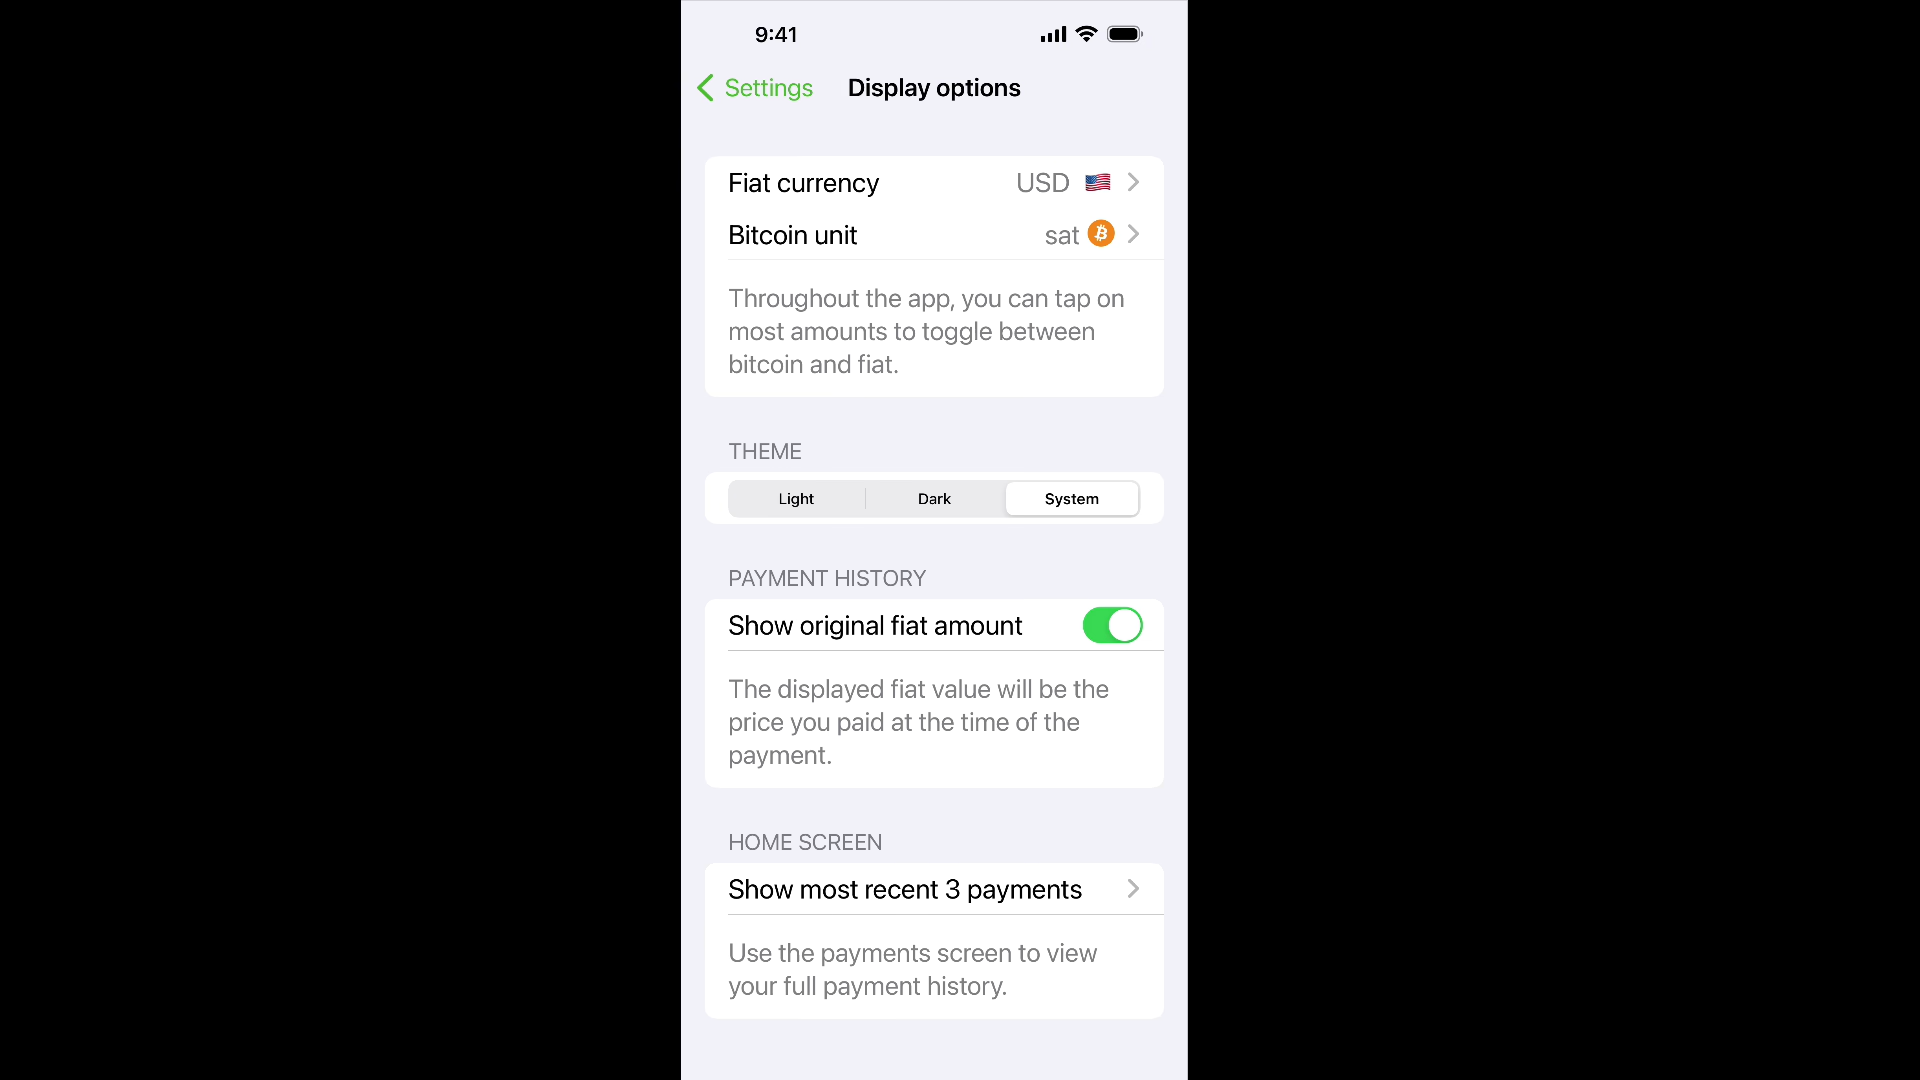 9:41
Settings
Display options
Fiat currency
USD
Bitcoin unit
sat
Throughout the app, you can tap on
most amounts to toggle between
bitcoin and fiat.
THEME
Light
Dark
System
PAYMENT HISTORY
Show original fiat amount
The displayed fiat value will be the
price you paid at the time of the
payment.
HOME SCREEN
Show most recent 3 payments
Use the payments screen to view
your full payment history.